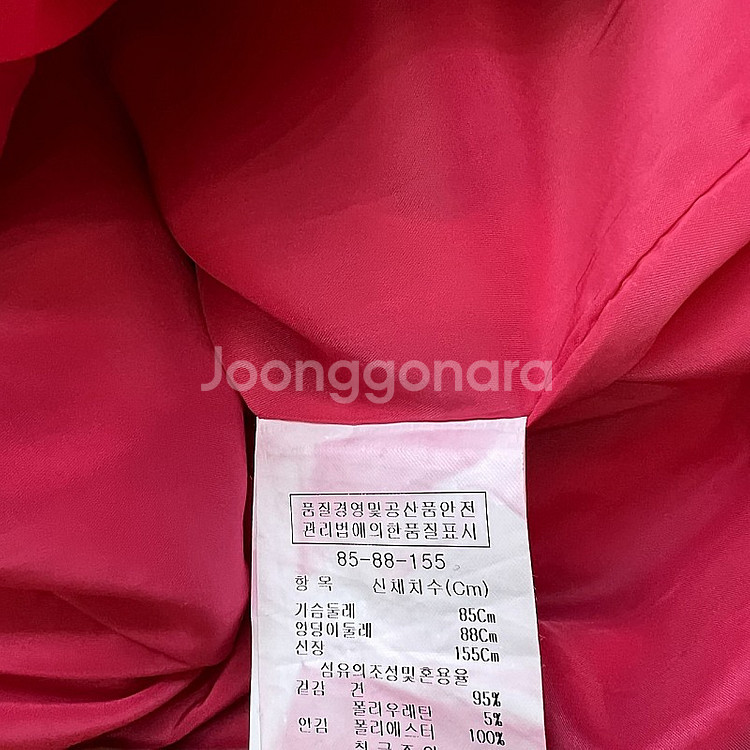 Joonggonara
품질경영및공산품안전
관리법에의한품질표시
85-88-155
항 목 신체치수(Cm)
가슴둘레 85Cm
엉덩이둘레 88Cm
신장 155Cm
섬유의조성및혼용율
겉감 견 95%
폴리우레탄 5%
안감 폴리에스터 100%